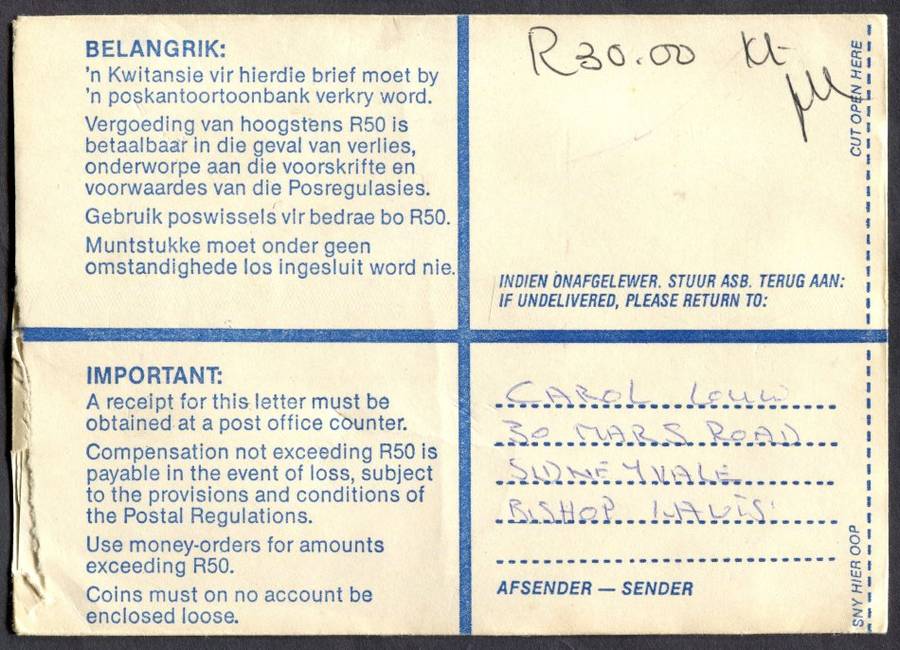 BELANGRIK:
'n Kwitansie vir hierdie brief moet by
'n poskantoortoonbank verkry word.
Vergoeding van hoogstens R50 is
betaalbaar in die geval van verlies,
onderworpe aan die voorskrifte en
voorwaardes van die Posregulasies.
Gebruik poswissels vir bedrae bo R50.
Muntstukke moet onder geen
omstandighede los ingesluit word nie.
R30.00
CUT OPEN HERE
INDIEN ONAFGELEWER. STUUR ASB. TERUG AAN:
IF UNDELIVERED, PLEASE RETURN TO:
IMPORTANT:
A receipt for this letter must be
obtained at a post office counter.
Compensation not exceeding R50 is
payable in the event of loss, subject
to the provisions and conditions of
the Postal Regulations.
Use money-orders for amounts
exceeding R50.
Coins must on no account be
enclosed loose.
CAROL LOUW
30 MARS ROAD
SIDNEYVALE
BISHOP LAVIS
AFSENDER — SENDER
SNY HIER OOP